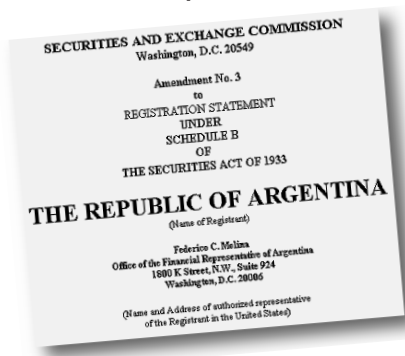 SECURITIES AND EXCHANGE COMMISSION
Washington, D.C. 20549
Amendment No. 3
to
REGISTRATION STATEMENT
UNDER
SCHEDULE B
OF
THE SECURITIES ACT OF 1933
THE REPUBLIC OF ARGENTINA
(Name of Registrant)
Federico C. Molina
Office of the Financial Representative of Argentina
1800 K Street, N.W., Suite 924
Washington, D.C. 20006
(Name and Address of authorized representative
of the Registrant in the United States)